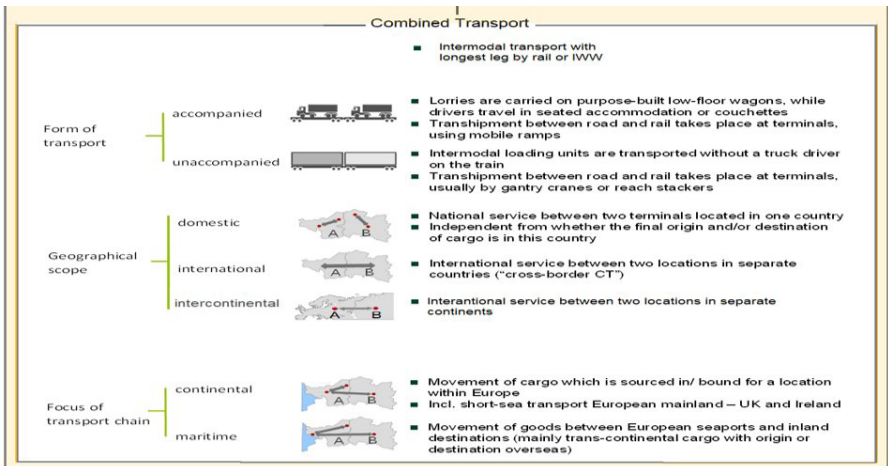 Combined Transport
Intermodal transport with
longest leg by rail or IWW
Form of
transport
accompanied
Lorries are carried on purpose-built low-floor wagons, while
drivers travel in seated accommodation or couchettes
Transhipment between road and rail takes place at terminals,
using mobile ramps
unaccompanied
Intermodal loading units are transported without a truck driver
on the train
Transhipment between road and rail takes place at terminals,
usually by gantry cranes or reach stackers
Geographical
scope
domestic
A B
National service between two terminals located in one country
Independent from whether the final origin and/or destination
of cargo is in this country
international
A B
International service between two locations in separate
countries (“cross-border CT”)
intercontinental
A B
Interantional service between two locations in separate
continents
Focus of
transport chain
continental
A B
Movement of cargo which is sourced in/ bound for a location
within Europe
Incl. short-sea transport European mainland – UK and Ireland
maritime
A B
Movement of goods between European seaports and inland
destinations (mainly trans-continental cargo with origin or
destination overseas)